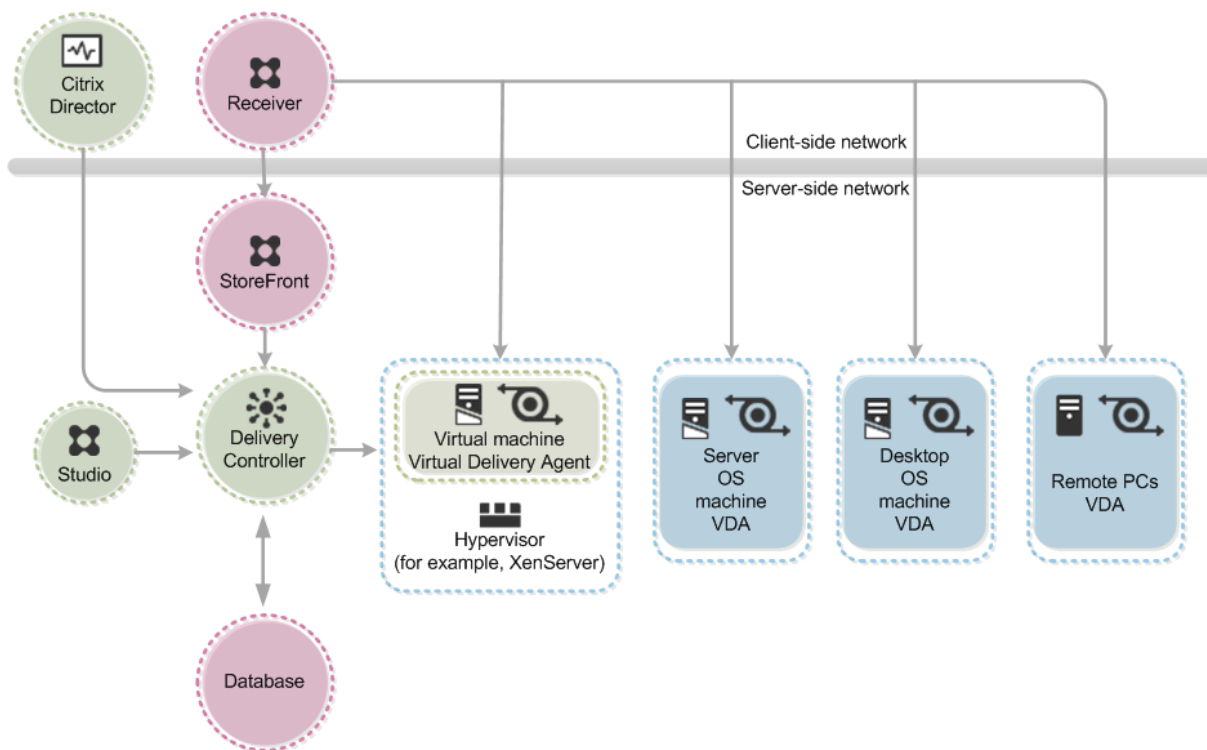 Citrix
Director
Receiver
Client-side network
Server-side network
StoreFront
Studio
Delivery
Controller
Virtual machine
Virtual Delivery Agent
Hypervisor
(for example, XenServer)
Server
OS
machine
VDA
Desktop
OS
machine
VDA
Remote PCs
VDA
Database